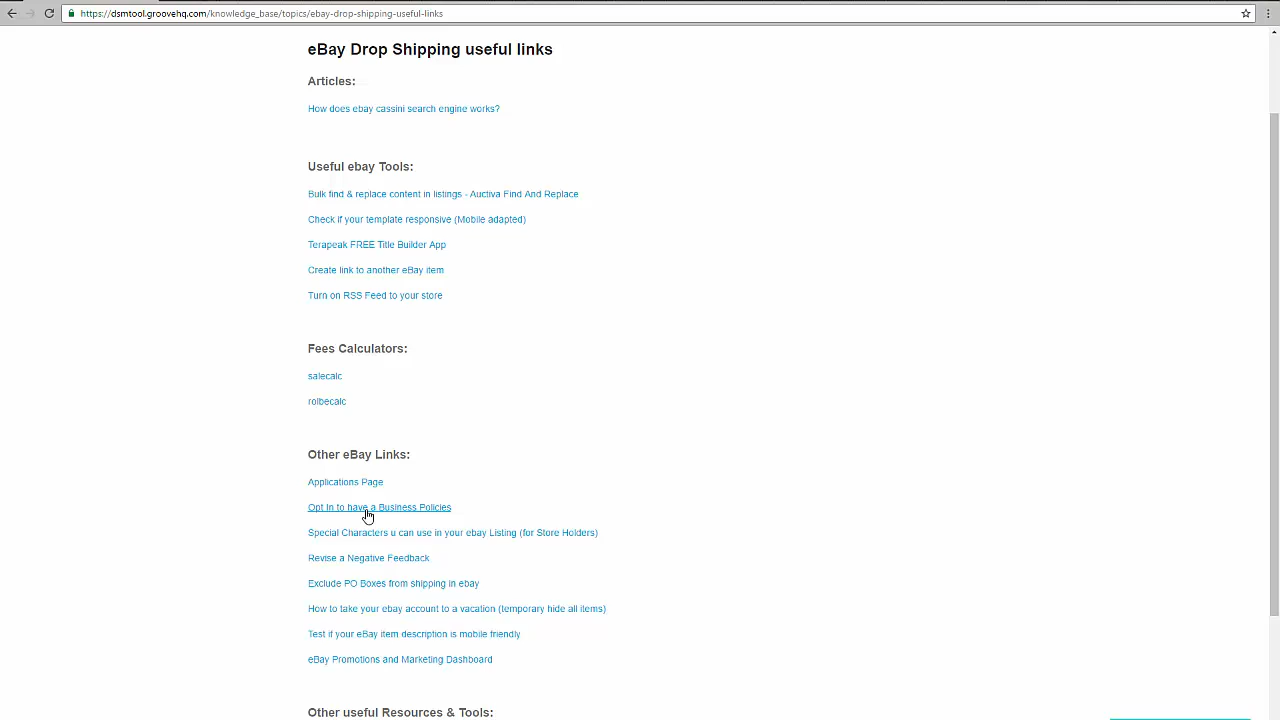 https://dsmtool.groovehq.com/knowledge_base/topics/ebay-drop-shipping-useful-links
eBay Drop Shipping useful links
Articles:
How does ebay cassini search engine works?
Useful ebay Tools:
Bulk find & replace content in listings - Auctiva Find And Replace
Check if your template responsive (Mobile adapted)
Terapeak FREE Title Builder App
Create link to another eBay item
Turn on RSS Feed to your store
Fees Calculators:
salecalc
rolbecalc
Other eBay Links:
Applications Page
Opt In to have a Business Policies
Special Characters u can use in your ebay Listing (for Store Holders)
Revise a Negative Feedback
Exclude PO Boxes from shipping in ebay
How to take your ebay account to a vacation (temporary hide all items)
Test if your eBay item description is mobile friendly
eBay Promotions and Marketing Dashboard
Other useful Resources & Tools: